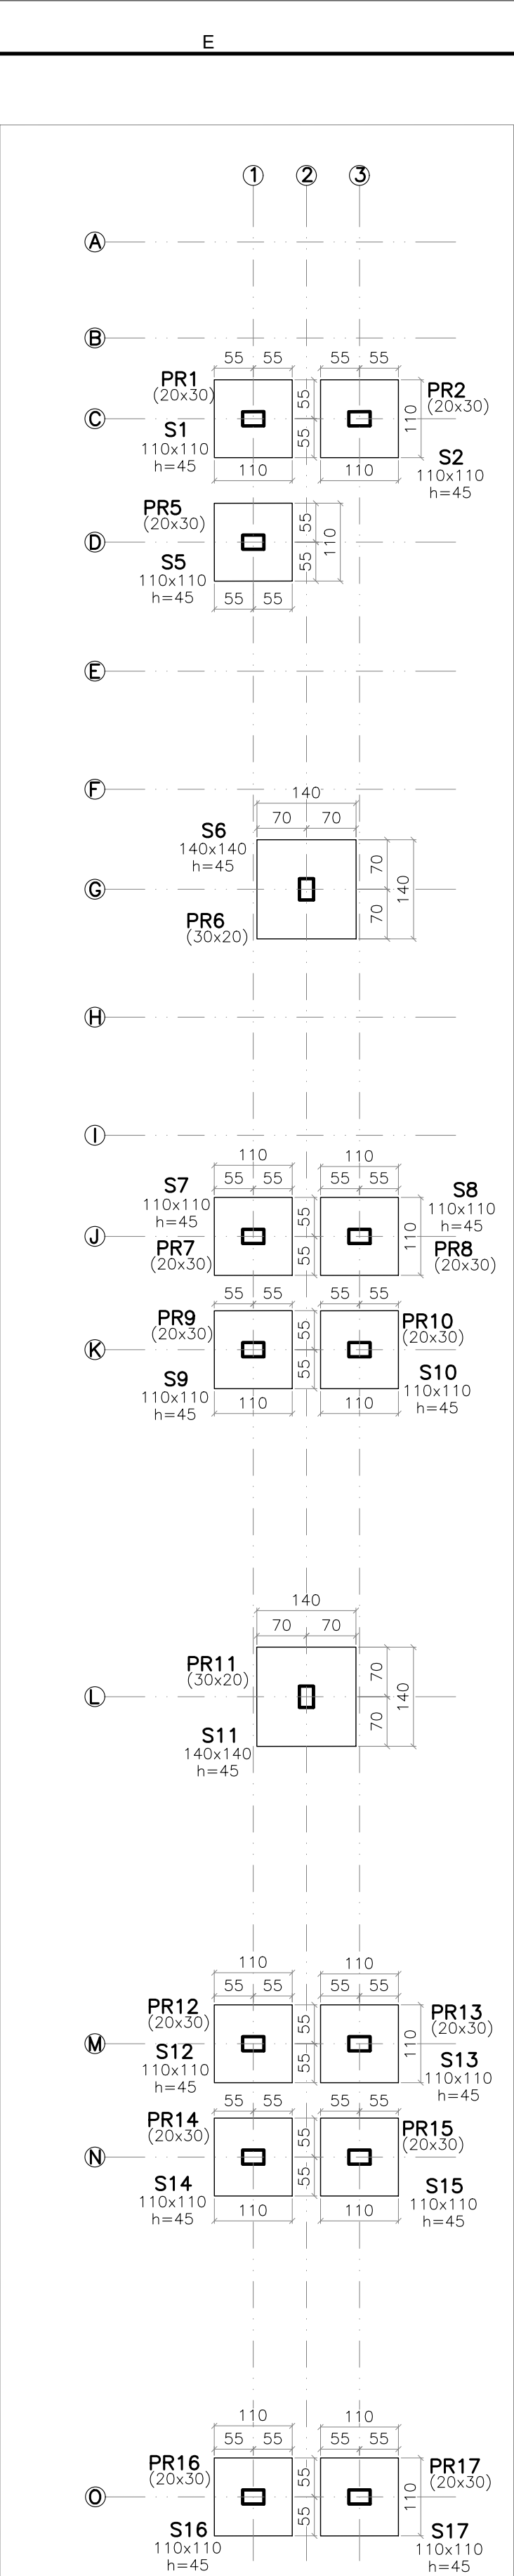 E
1 2 3
A
B
55 55 55 55
PR1
(20x30)
PR2
(20x30)
C
55
55
110
S1
110x110
h=45
S2
110x110
h=45
110 110
PR5
(20x30)
D
55
55
110
S5
110x110
h=45
55 55
E
F
140
70 70
S6
140x140
h=45
G
70
70
140
PR6
(30x20)
H
I
110 110
55 55 55 55
S7
110x110
h=45
S8
110x110
h=45
J
55
55
110
PR7
(20x30)
PR8
(20x30)
55 55 55 55
PR9
(20x30)
PR10
(20x30)
K
55
55
S9
110x110
h=45
S10
110x110
h=45
110 110
140
70 70
PR11
(30x20)
L
70
70
140
S11
140x140
h=45
110 110
55 55 55 55
PR12
(20x30)
PR13
(20x30)
M
55
55
110
S12
110x110
h=45
S13
110x110
h=45
55 55 55 55
PR14
(20x30)
PR15
(20x30)
N
55
55
S14
110x110
h=45
S15
110x110
h=45
110 110
110 110
55 55 55 55
PR16
(20x30)
PR17
(20x30)
O
55
55
110
S16
110x110
h=45
S17
110x110
h=45